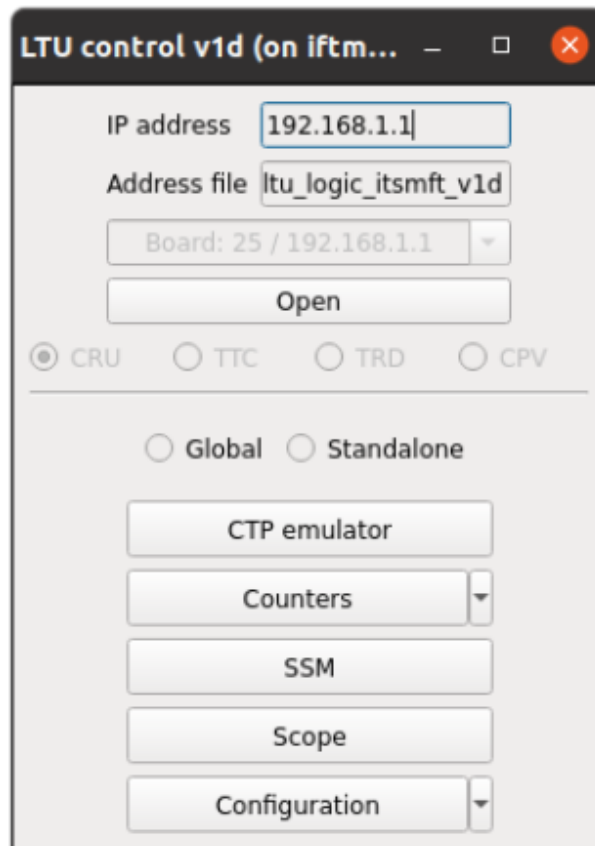 LTU control v1d (on iftm...
IP address 192.168.1.1
Address file ltu_logic_itsmft_v1d
Board: 25 / 192.168.1.1
Open
CRU TTC TRD CPV
Global Standalone
CTP emulator
Counters
SSM
Scope
Configuration